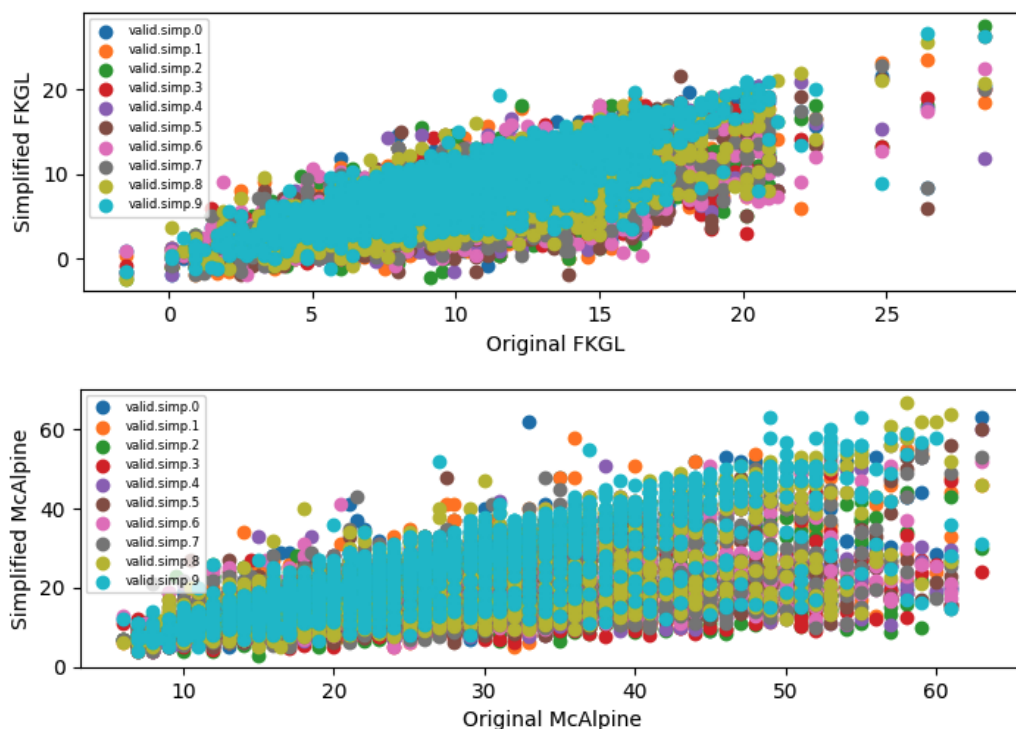 valid.simp.0
valid.simp.1
valid.simp.2
valid.simp.3
valid.simp.4
valid.simp.5
valid.simp.6
valid.simp.7
valid.simp.8
valid.simp.9
Simplified FKGL
20
10
0
0 5 10 15 20 25
Original FKGL
valid.simp.0
valid.simp.1
valid.simp.2
valid.simp.3
valid.simp.4
valid.simp.5
valid.simp.6
valid.simp.7
valid.simp.8
valid.simp.9
Simplified McAlpine
60
40
20
0
10 20 30 40 50 60
Original McAlpine